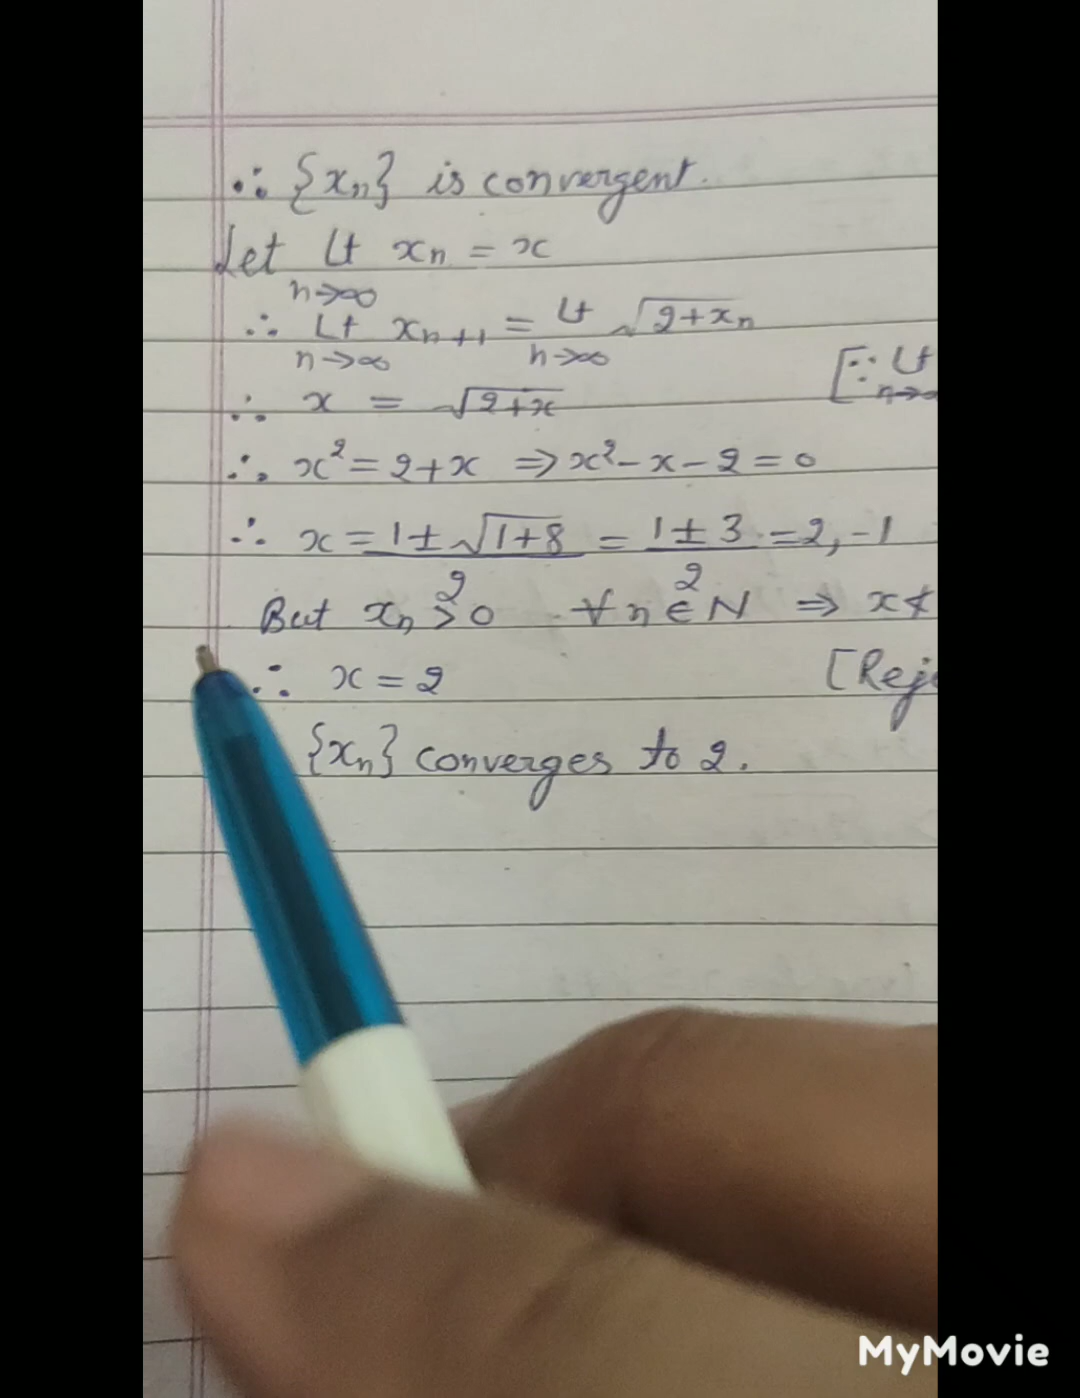 ∴ {xₙ} is convergent.
Let Lt xₙ = x
n→∞
∴ Lt xₙ₊₁ = Lt √2+xₙ
n→∞ n→∞
[∵ Lt
n→∞
∴ x = √2+x
∴ x² = 2+x ⇒ x²-x-2=0
∴ x = 1±√1+8 = 1±3 = 2, -1
2 2
But xₙ > 0 ∀ n ∈ N ⇒ x≮
∴ x = 2
{xₙ} converges to 2.
MyMovie